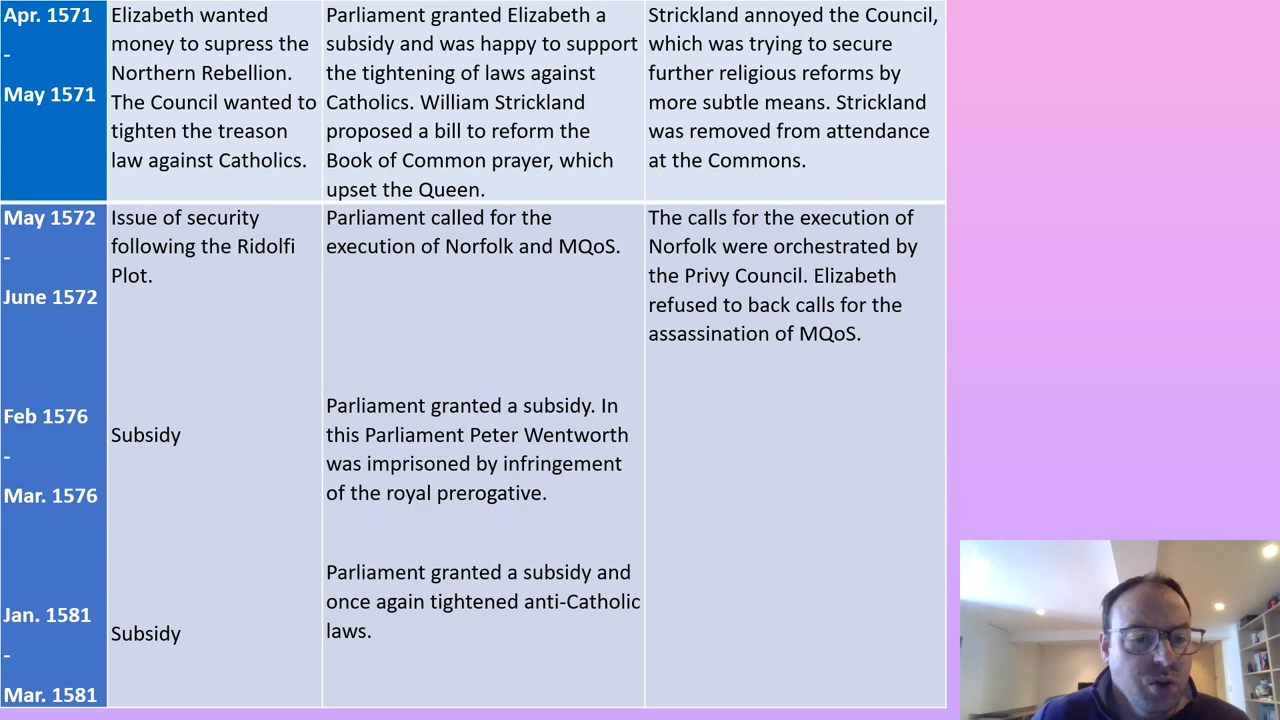 Apr. 1571
-
May 1571
Elizabeth wanted
money to supress the
Northern Rebellion.
The Council wanted to
tighten the treason
law against Catholics.
Parliament granted Elizabeth a
subsidy and was happy to support
the tightening of laws against
Catholics. William Strickland
proposed a bill to reform the
Book of Common prayer, which
upset the Queen.
Strickland annoyed the Council,
which was trying to secure
further religious reforms by
more subtle means. Strickland
was removed from attendance
at the Commons.
May 1572
-
June 1572
Issue of security
following the Ridolfi
Plot.
Parliament called for the
execution of Norfolk and MQoS.
The calls for the execution of
Norfolk were orchestrated by
the Privy Council. Elizabeth
refused to back calls for the
assassination of MQoS.
Feb 1576
-
Mar. 1576
Subsidy
Parliament granted a subsidy. In
this Parliament Peter Wentworth
was imprisoned by infringement
of the royal prerogative.
Jan. 1581
-
Mar. 1581
Subsidy
Parliament granted a subsidy and
once again tightened anti-Catholic
laws.